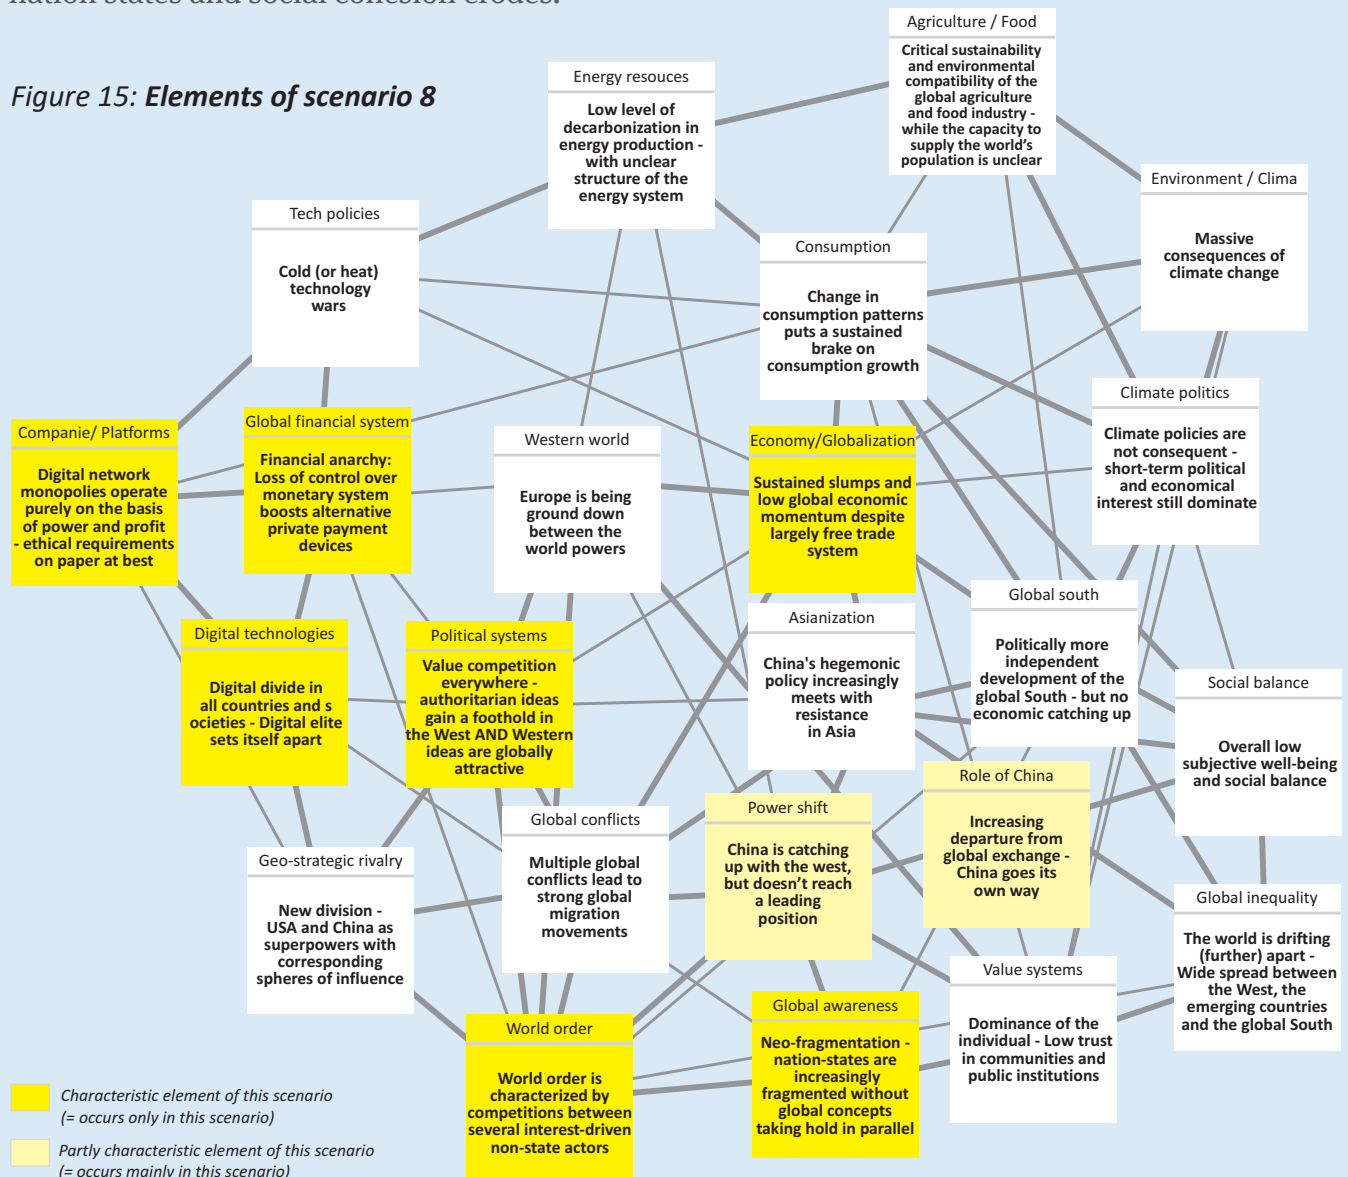 nation states and social cohesion erodes.
Figure 15: Elements of scenario 8
Agriculture / Food
Critical sustainability
and environmental
compatibility of the
global agriculture
and food industry -
while the capacity to
supply the world's
population is unclear
Energy resouces
Low level of
decarbonization in
energy production -
with unclear
structure of the
energy system
Environment / Clima
Massive
consequences of
climate change
Tech policies
Cold (or heat)
technology
wars
Consumption
Change in
consumption patterns
puts a sustained
brake on
consumption growth
Climate politics
Climate policies are
not consequent -
short-term political
and economical
interest still dominate
Companie/ Platforms
Digital network
monopolies operate
purely on the basis
of power and profit
- ethical requirements
on paper at best
Global financial system
Financial anarchy:
Loss of control over
monetary system
boosts alternative
private payment
devices
Western world
Europe is being
ground down
between the
world powers
Economy/Globalization
Sustained slumps and
low global economic
momentum despite
largely free trade
system
Global south
Politically more
independent
development of the
global South - but no
economic catching up
Asianization
China's hegemonic
policy increasingly
meets with
resistance
in Asia
Digital technologies
Digital divide in
all countries and s
ocieties - Digital elite
sets itself apart
Political systems
Value competition
everywhere -
authoritarian ideas
gain a foothold in
the West AND Western
ideas are globally
attractive
Social balance
Overall low
subjective well-being
and social balance
Role of China
Increasing
departure from
global exchange -
China goes its
own way
Power shift
China is catching
up with the west,
but doesn't reach
a leading
position
Global conflicts
Multiple global
conflicts lead to
strong global
migration
movements
Geo-strategic rivalry
New division -
USA and China as
superpowers with
corresponding
spheres of influence
Global inequality
The world is drifting
(further) apart -
Wide spread between
the West, the
emerging countries
and the global South
Value systems
Dominance of the
individual - Low trust
in communities and
public institutions
Global awareness
Neo-fragmentation -
nation-states are
increasingly
fragmented without
global concepts
taking hold in parallel
World order
World order is
characterized by
competitions between
several interest-driven
non-state actors
Characteristic element of this scenario
(= occurs only in this scenario)
Partly characteristic element of this scenario
(= occurs mainly in this scenario)